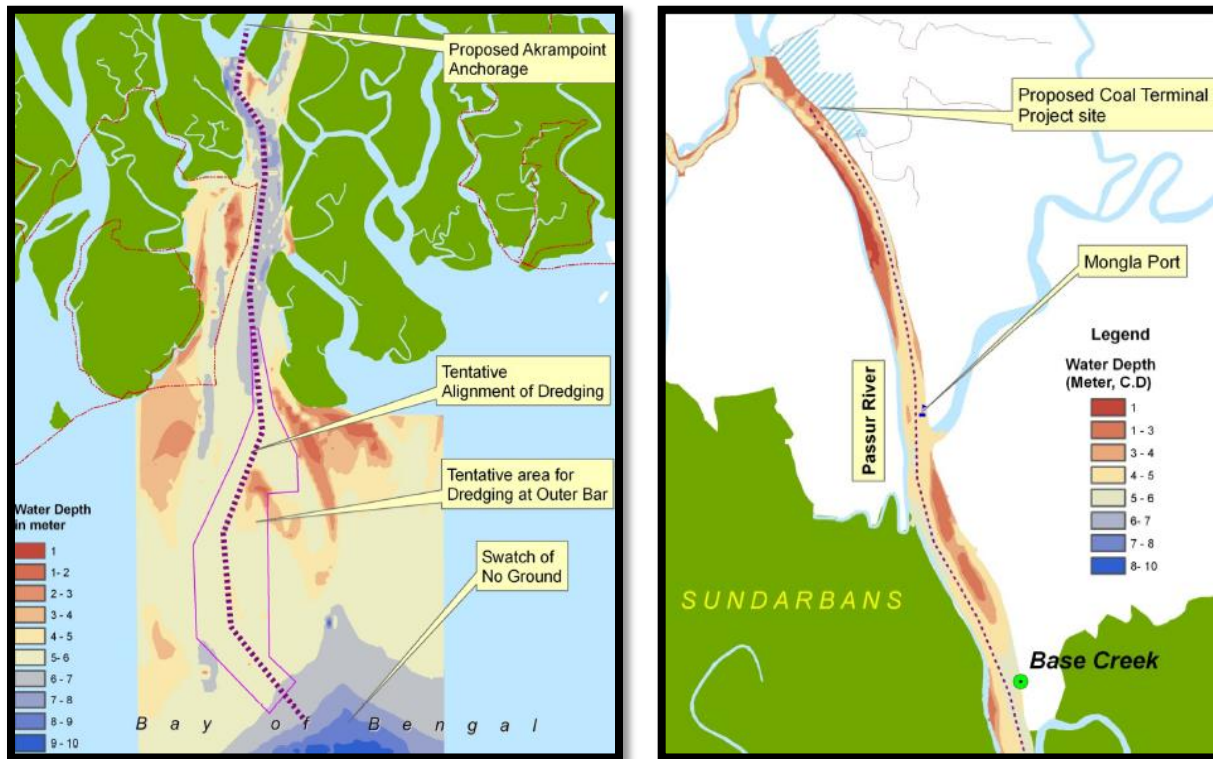 Proposed Akrampoint
Anchorage
Tentative
Alignment of Dredging
Tentative area for
Dredging at Outer Bar
Swatch of
No Ground
Water Depth
in meter
1
1- 2
2 - 3
3 - 4
4 - 5
5- 6
6 - 7
7 - 8
8 - 9
9 - 10
Bay of Bengal
Proposed Coal Terminal
Project site
Mongla Port
Legend
Water Depth
(Meter, C.D)
1
1 - 3
3 - 4
4 - 5
5 - 6
6- 7
7 - 8
8- 10
Passur River
SUNDARBANS
Base Creek